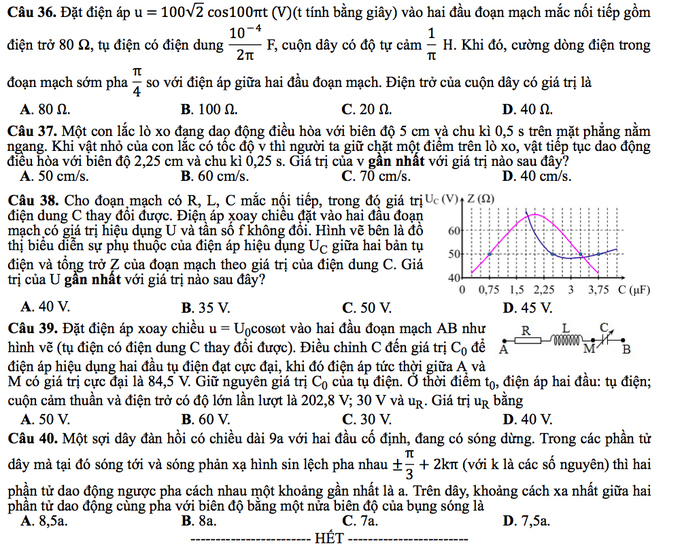 Câu 36. Đặt điện áp u = 100√2 cos100πt (V)(t tính bằng giây) vào hai đầu đoạn mạch mắc nối tiếp gồm
điện trở 80 Ω, tụ điện có điện dung 10⁻⁴/2π F, cuộn dây có độ tự cảm 1/π H. Khi đó, cường dòng điện trong
đoạn mạch sớm pha π/4 so với điện áp giữa hai đầu đoạn mạch. Điện trở của cuộn dây có giá trị là
A. 80 Ω. B. 100 Ω. C. 20 Ω. D. 40 Ω.
Câu 37. Một con lắc lò xo đang dao động điều hòa với biên độ 5 cm và chu kì 0,5 s trên mặt phẳng nằm
ngang. Khi vật nhỏ của con lắc có tốc độ v thì người ta giữ chặt một điểm trên lò xo, vật tiếp tục dao động
điều hòa với biên độ 2,25 cm và chu kì 0,25 s. Giá trị của v gần nhất với giá trị nào sau đây?
A. 50 cm/s. B. 60 cm/s. C. 70 cm/s. D. 40 cm/s.
Câu 38. Cho đoạn mạch có R, L, C mắc nối tiếp, trong đó giá trị
điện dung C thay đổi được. Điện áp xoay chiều đặt vào hai đầu đoạn
mạch có giá trị hiệu dụng U và tần số f không đổi. Hình vẽ bên là đồ
thị biểu diễn sự phụ thuộc của điện áp hiệu dụng U_C giữa hai bản tụ
điện và tổng trở Z của đoạn mạch theo giá trị của điện dung C. Giá
trị của U gần nhất với giá trị nào sau đây?
U_C (V) Z (Ω)
60
50
40
0 0,75 1,5 2,25 3 3,75 C (μF)
A. 40 V. B. 35 V. C. 50 V. D. 45 V.
Câu 39. Đặt điện áp xoay chiều u = U₀cosωt vào hai đầu đoạn mạch AB như
hình vẽ (tụ điện có điện dung C thay đổi được). Điều chỉnh C đến giá trị C₀ để
điện áp hiệu dụng hai đầu tụ điện đạt cực đại, khi đó điện áp tức thời giữa A và
M có giá trị cực đại là 84,5 V. Giữ nguyên giá trị C₀ của tụ điện. Ở thời điểm t₀, điện áp hai đầu: tụ điện;
cuộn cảm thuần và điện trở có độ lớn lần lượt là 202,8 V; 30 V và u_R. Giá trị u_R bằng
R L C
A M B
A. 50 V. B. 60 V. C. 30 V. D. 40 V.
Câu 40. Một sợi dây đàn hồi có chiều dài 9a với hai đầu cố định, đang có sóng dừng. Trong các phần tử
dây mà tại đó sóng tới và sóng phản xạ hình sin lệch pha nhau ±π/3 + 2kπ (với k là các số nguyên) thì hai
phần tử dao động ngược pha cách nhau một khoảng gần nhất là a. Trên dây, khoảng cách xa nhất giữa hai
phần tử dao động cùng pha với biên độ bằng một nửa biên độ của bụng sóng là
A. 8,5a. B. 8a. C. 7a. D. 7,5a.
------------------------ HẾT ------------------------